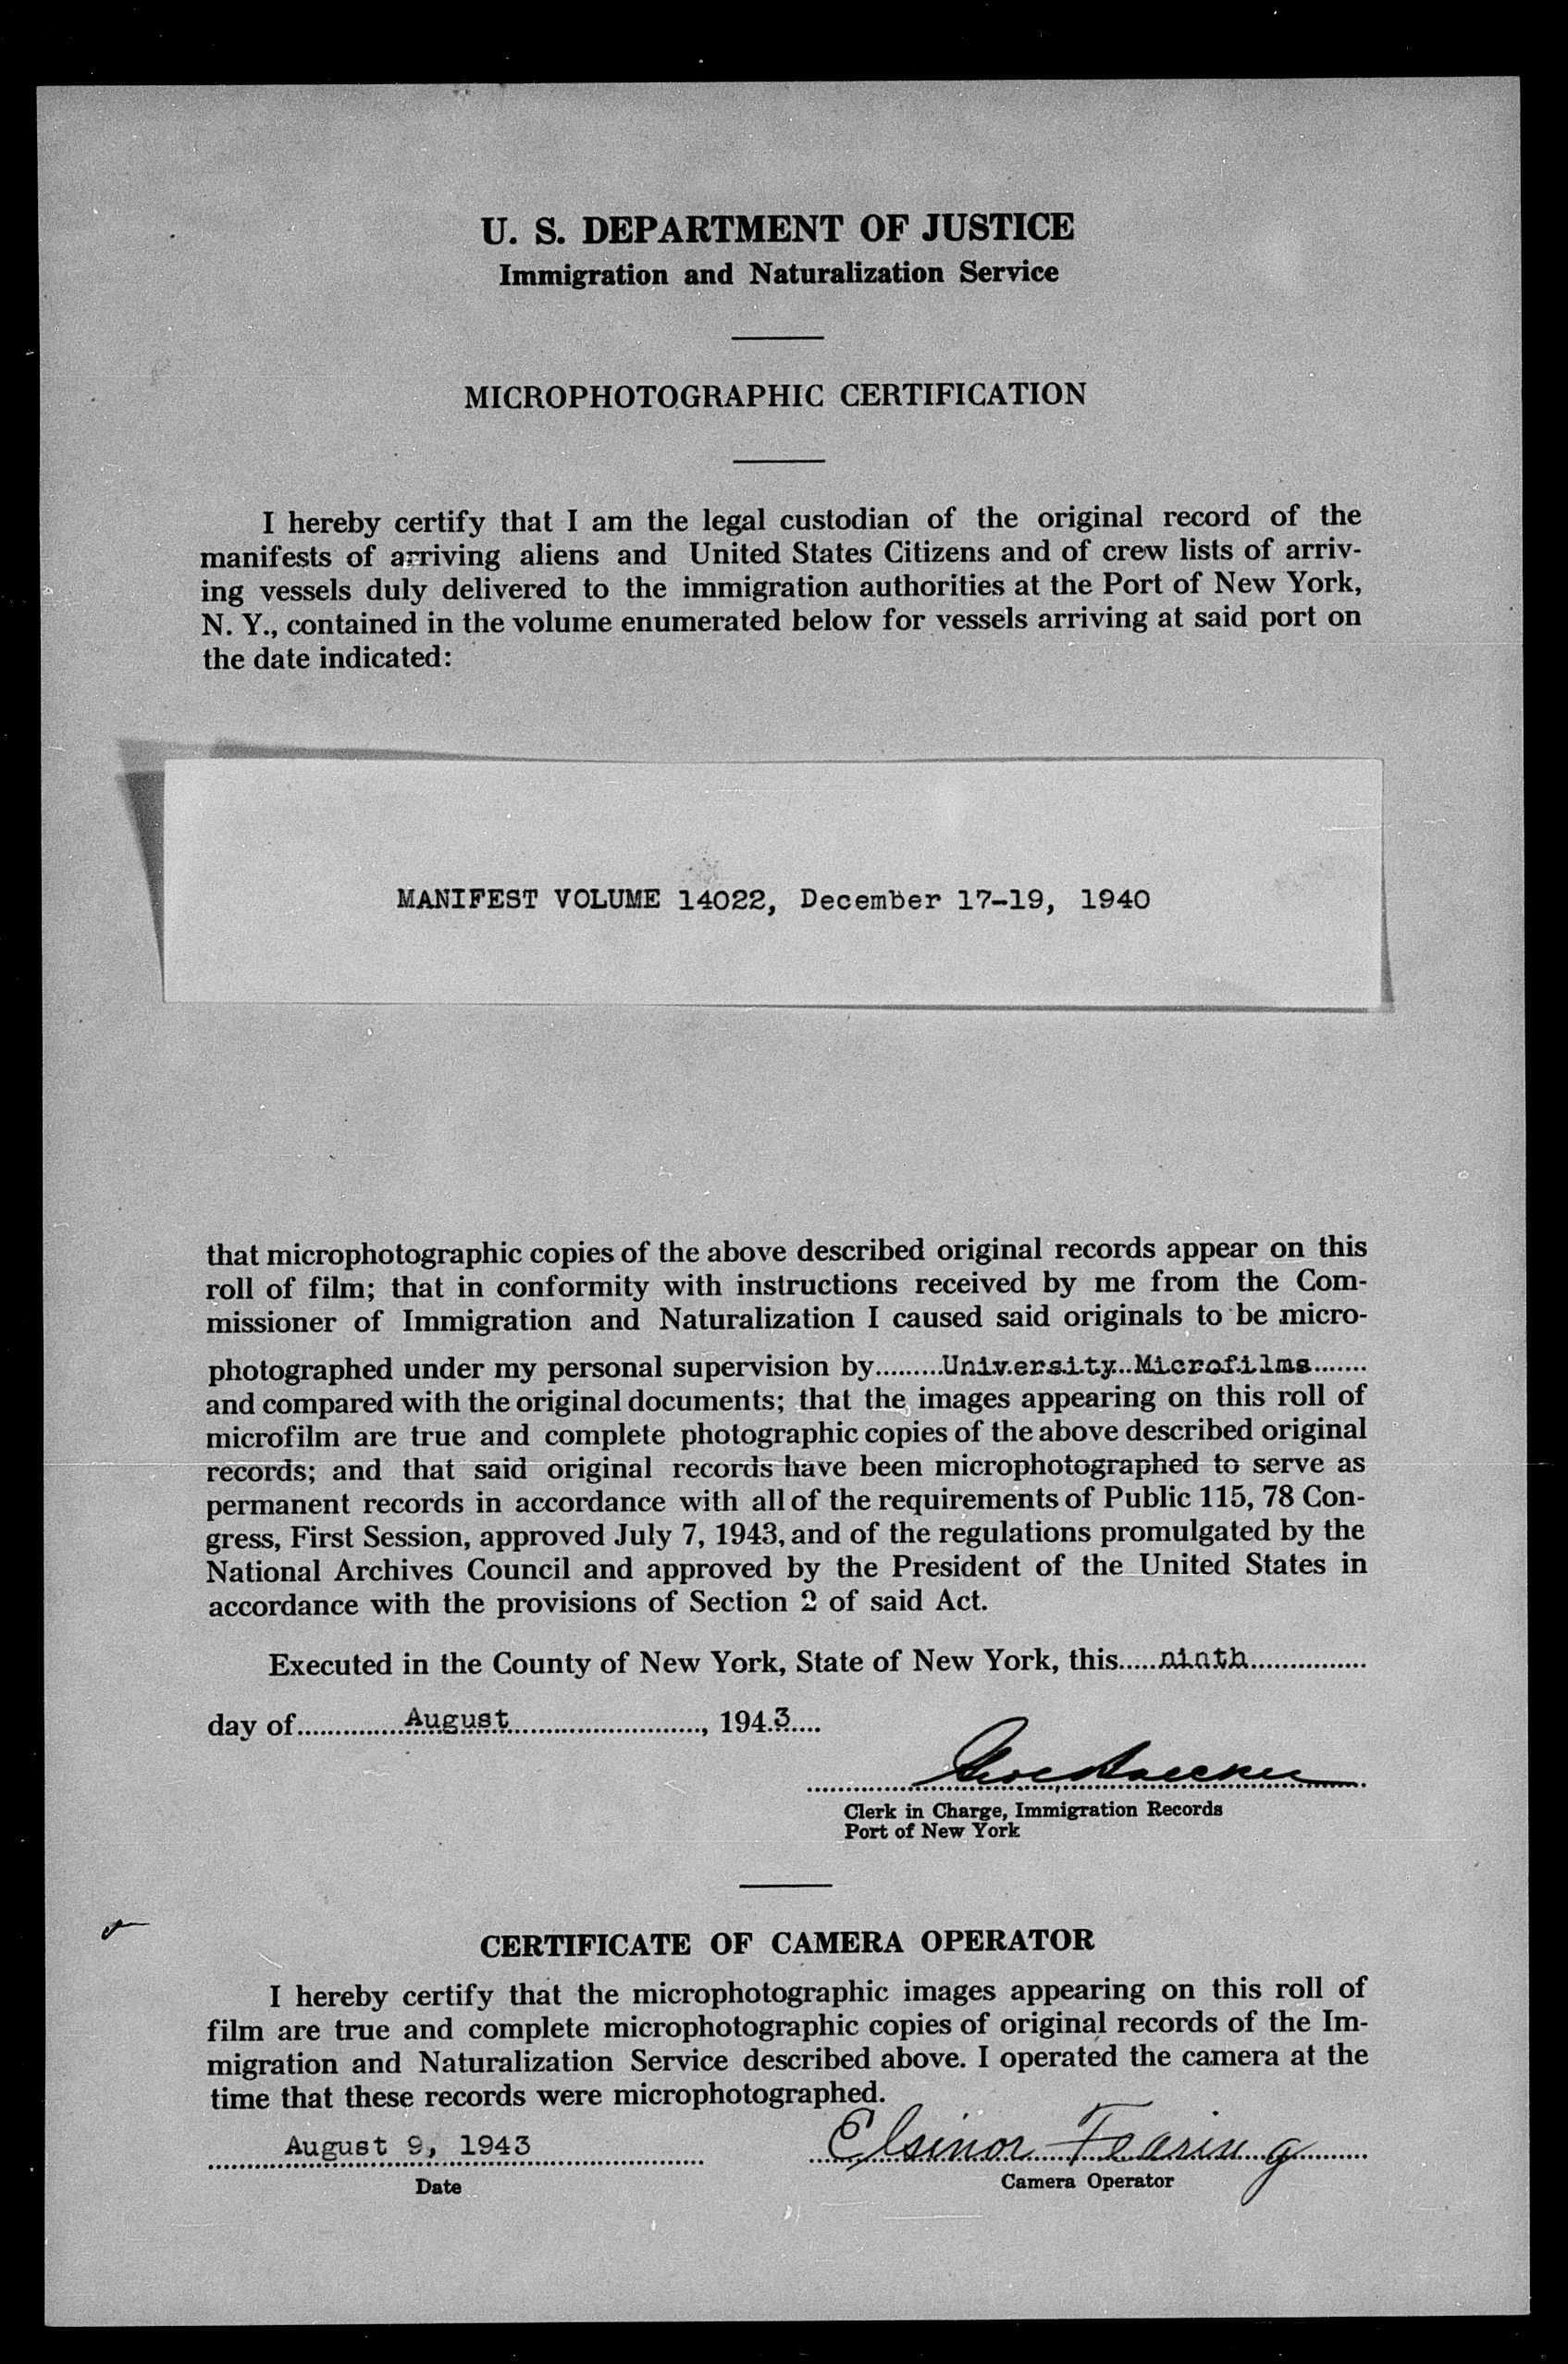 U. S. DEPARTMENT OF JUSTICE
Immigration and Naturalization Service
MICROPHOTOGRAPHIC CERTIFICATION
I hereby certify that I am the legal custodian of the original record of the
manifests of arriving aliens and United States Citizens and of crew lists of arriv-
ing vessels duly delivered to the immigration authorities at the Port of New York,
N. Y., contained in the volume enumerated below for vessels arriving at said port on
the date indicated:
MANIFEST VOLUME 14022, December 17-19, 1940
that microphotographic copies of the above described original records appear on this
roll of film; that in conformity with instructions received by me from the Com-
missioner of Immigration and Naturalization I caused said originals to be micro-
photographed under my personal supervision by.........University Microfilms.......
and compared with the original documents; that the images appearing on this roll of
microfilm are true and complete photographic copies of the above described original
records; and that said original records have been microphotographed to serve as
permanent records in accordance with all of the requirements of Public 115, 78 Con-
gress, First Session, approved July 7, 1943, and of the regulations promulgated by the
National Archives Council and approved by the President of the United States in
accordance with the provisions of Section 2 of said Act.
Executed in the County of New York, State of New York, this.....ninth................
day of..............August.........................., 194.3....
Clerk in Charge, Immigration Records
Port of New York
CERTIFICATE OF CAMERA OPERATOR
I hereby certify that the microphotographic images appearing on this roll of
film are true and complete microphotographic copies of original records of the Im-
migration and Naturalization Service described above. I operated the camera at the
time that these records were microphotographed.
August 9, 1943 Elsinor Fearing
Date Camera Operator